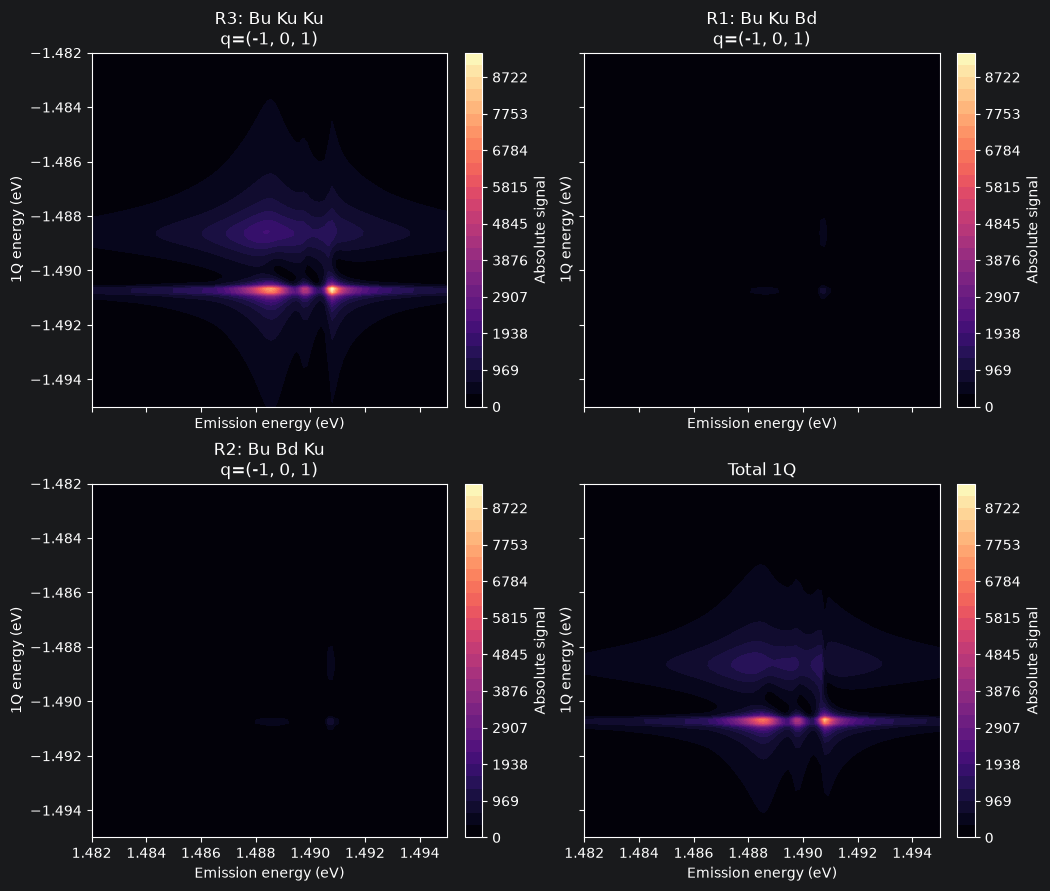 R3: Bu Ku Ku
q=(-1, 0, 1)
−1.482
−1.484
−1.486
−1.488
−1.490
−1.492
−1.494
1Q energy (eV)
Emission energy (eV)
8722
7753
6784
5815
4845
3876
2907
1938
969
0
Absolute signal
R1: Bu Ku Bd
q=(-1, 0, 1)
1Q energy (eV)
Emission energy (eV)
8722
7753
6784
5815
4845
3876
2907
1938
969
0
Absolute signal
R2: Bu Bd Ku
q=(-1, 0, 1)
−1.482
−1.484
−1.486
−1.488
−1.490
−1.492
−1.494
1Q energy (eV)
1.482 1.484 1.486 1.488 1.490 1.492 1.494
Emission energy (eV)
8722
7753
6784
5815
4845
3876
2907
1938
969
0
Absolute signal
Total 1Q
1Q energy (eV)
1.482 1.484 1.486 1.488 1.490 1.492 1.494
Emission energy (eV)
8722
7753
6784
5815
4845
3876
2907
1938
969
0
Absolute signal